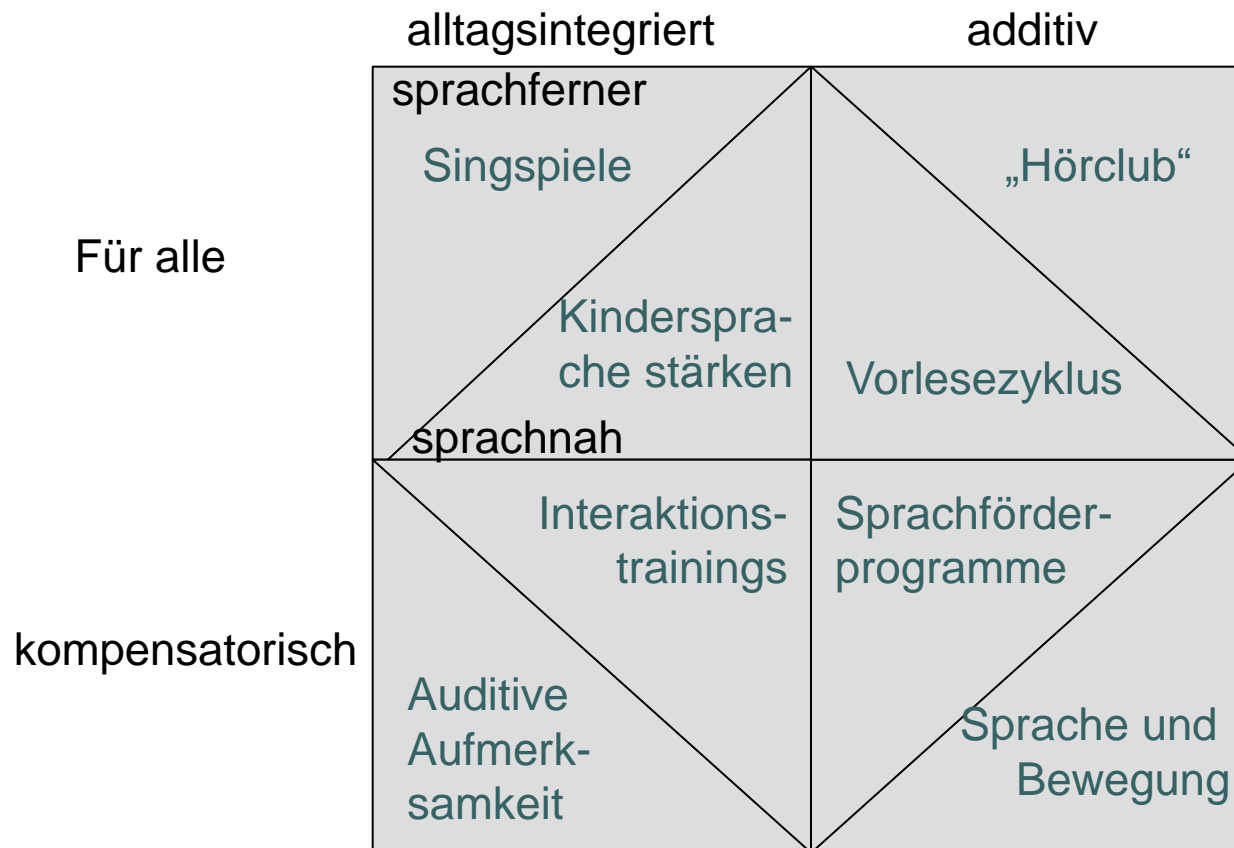 alltagsintegriert additiv
sprachferner
Singspiele „Hörclub“
Für alle
Kinderspra-
che stärken Vorlesezyklus
sprachnah
Interaktions- Sprachförder-
trainings programme
kompensatorisch
Auditive
Aufmerk- Sprache und
samkeit Bewegung